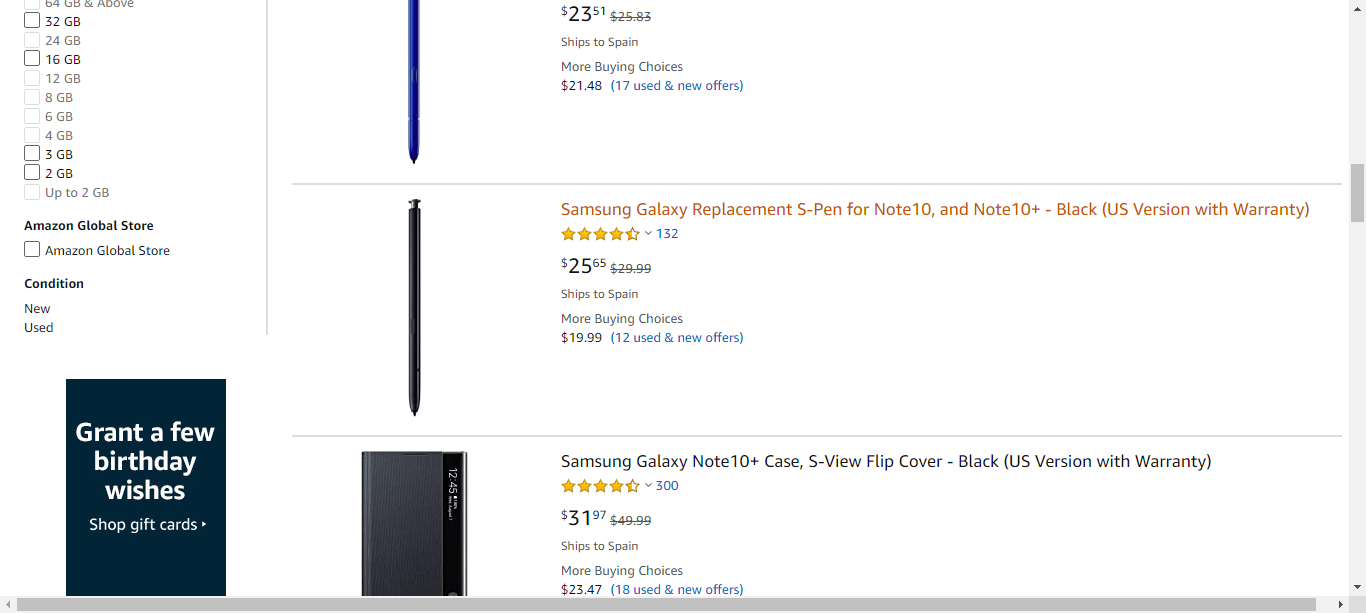 64 GB & Above
32 GB
24 GB
16 GB
12 GB
8 GB
6 GB
4 GB
3 GB
2 GB
Up to 2 GB
Amazon Global Store
Amazon Global Store
Condition
New
Used
Grant a few
birthday
wishes
Shop gift cards
$23.51 $25.83
Ships to Spain
More Buying Choices
$21.48 (17 used & new offers)
Samsung Galaxy Replacement S-Pen for Note10, and Note10+ - Black (US Version with Warranty)
132
$25.65 $29.99
Ships to Spain
More Buying Choices
$19.99 (12 used & new offers)
12:45
Samsung Galaxy Note10+ Case, S-View Flip Cover - Black (US Version with Warranty)
300
$31.97 $49.99
Ships to Spain
More Buying Choices
$23.47 (18 used & new offers)